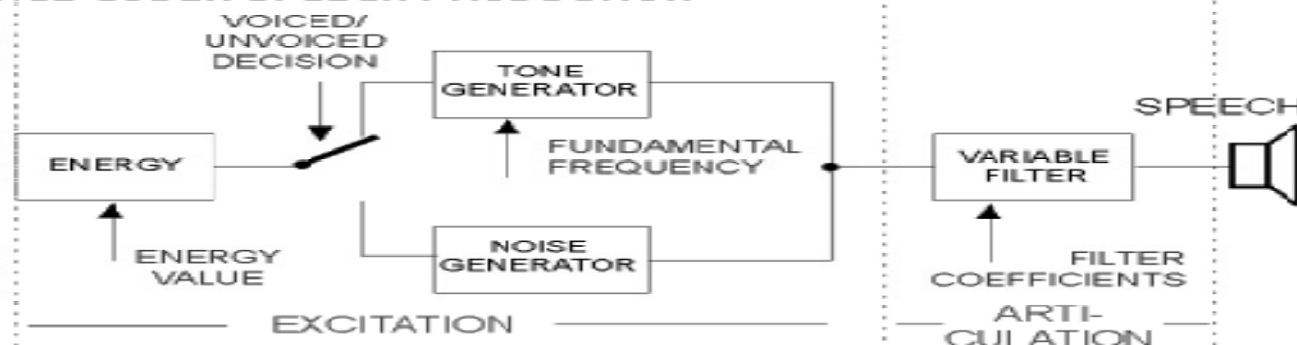 VOICED/
UNVOICED
DECISION
TONE
GENERATOR
SPEECH
ENERGY
FUNDAMENTAL
FREQUENCY
VARIABLE
FILTER
ENERGY
VALUE
NOISE
GENERATOR
FILTER
COEFFICIENTS
EXCITATION
ARTI-
CULATION